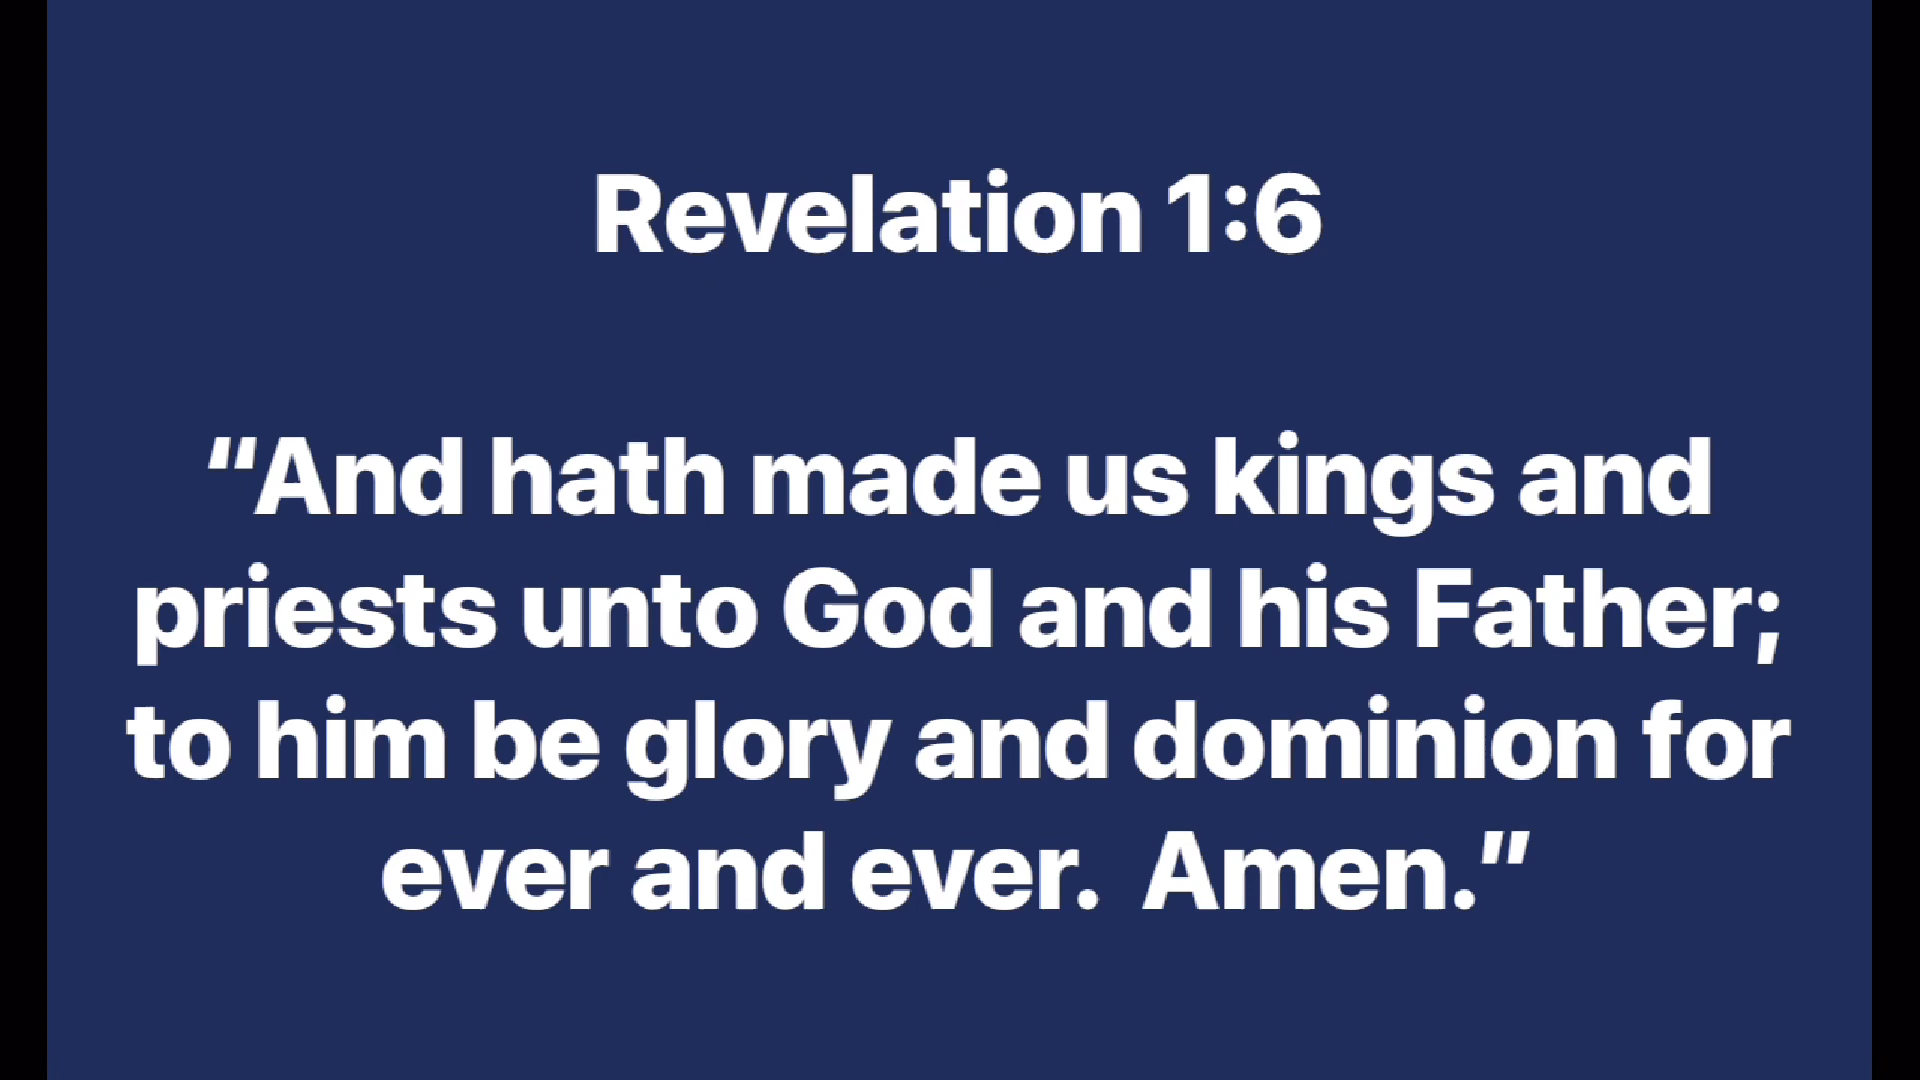 Revelation 1:6
“And hath made us kings and
priests unto God and his Father;
to him be glory and dominion for
ever and ever.  Amen.”